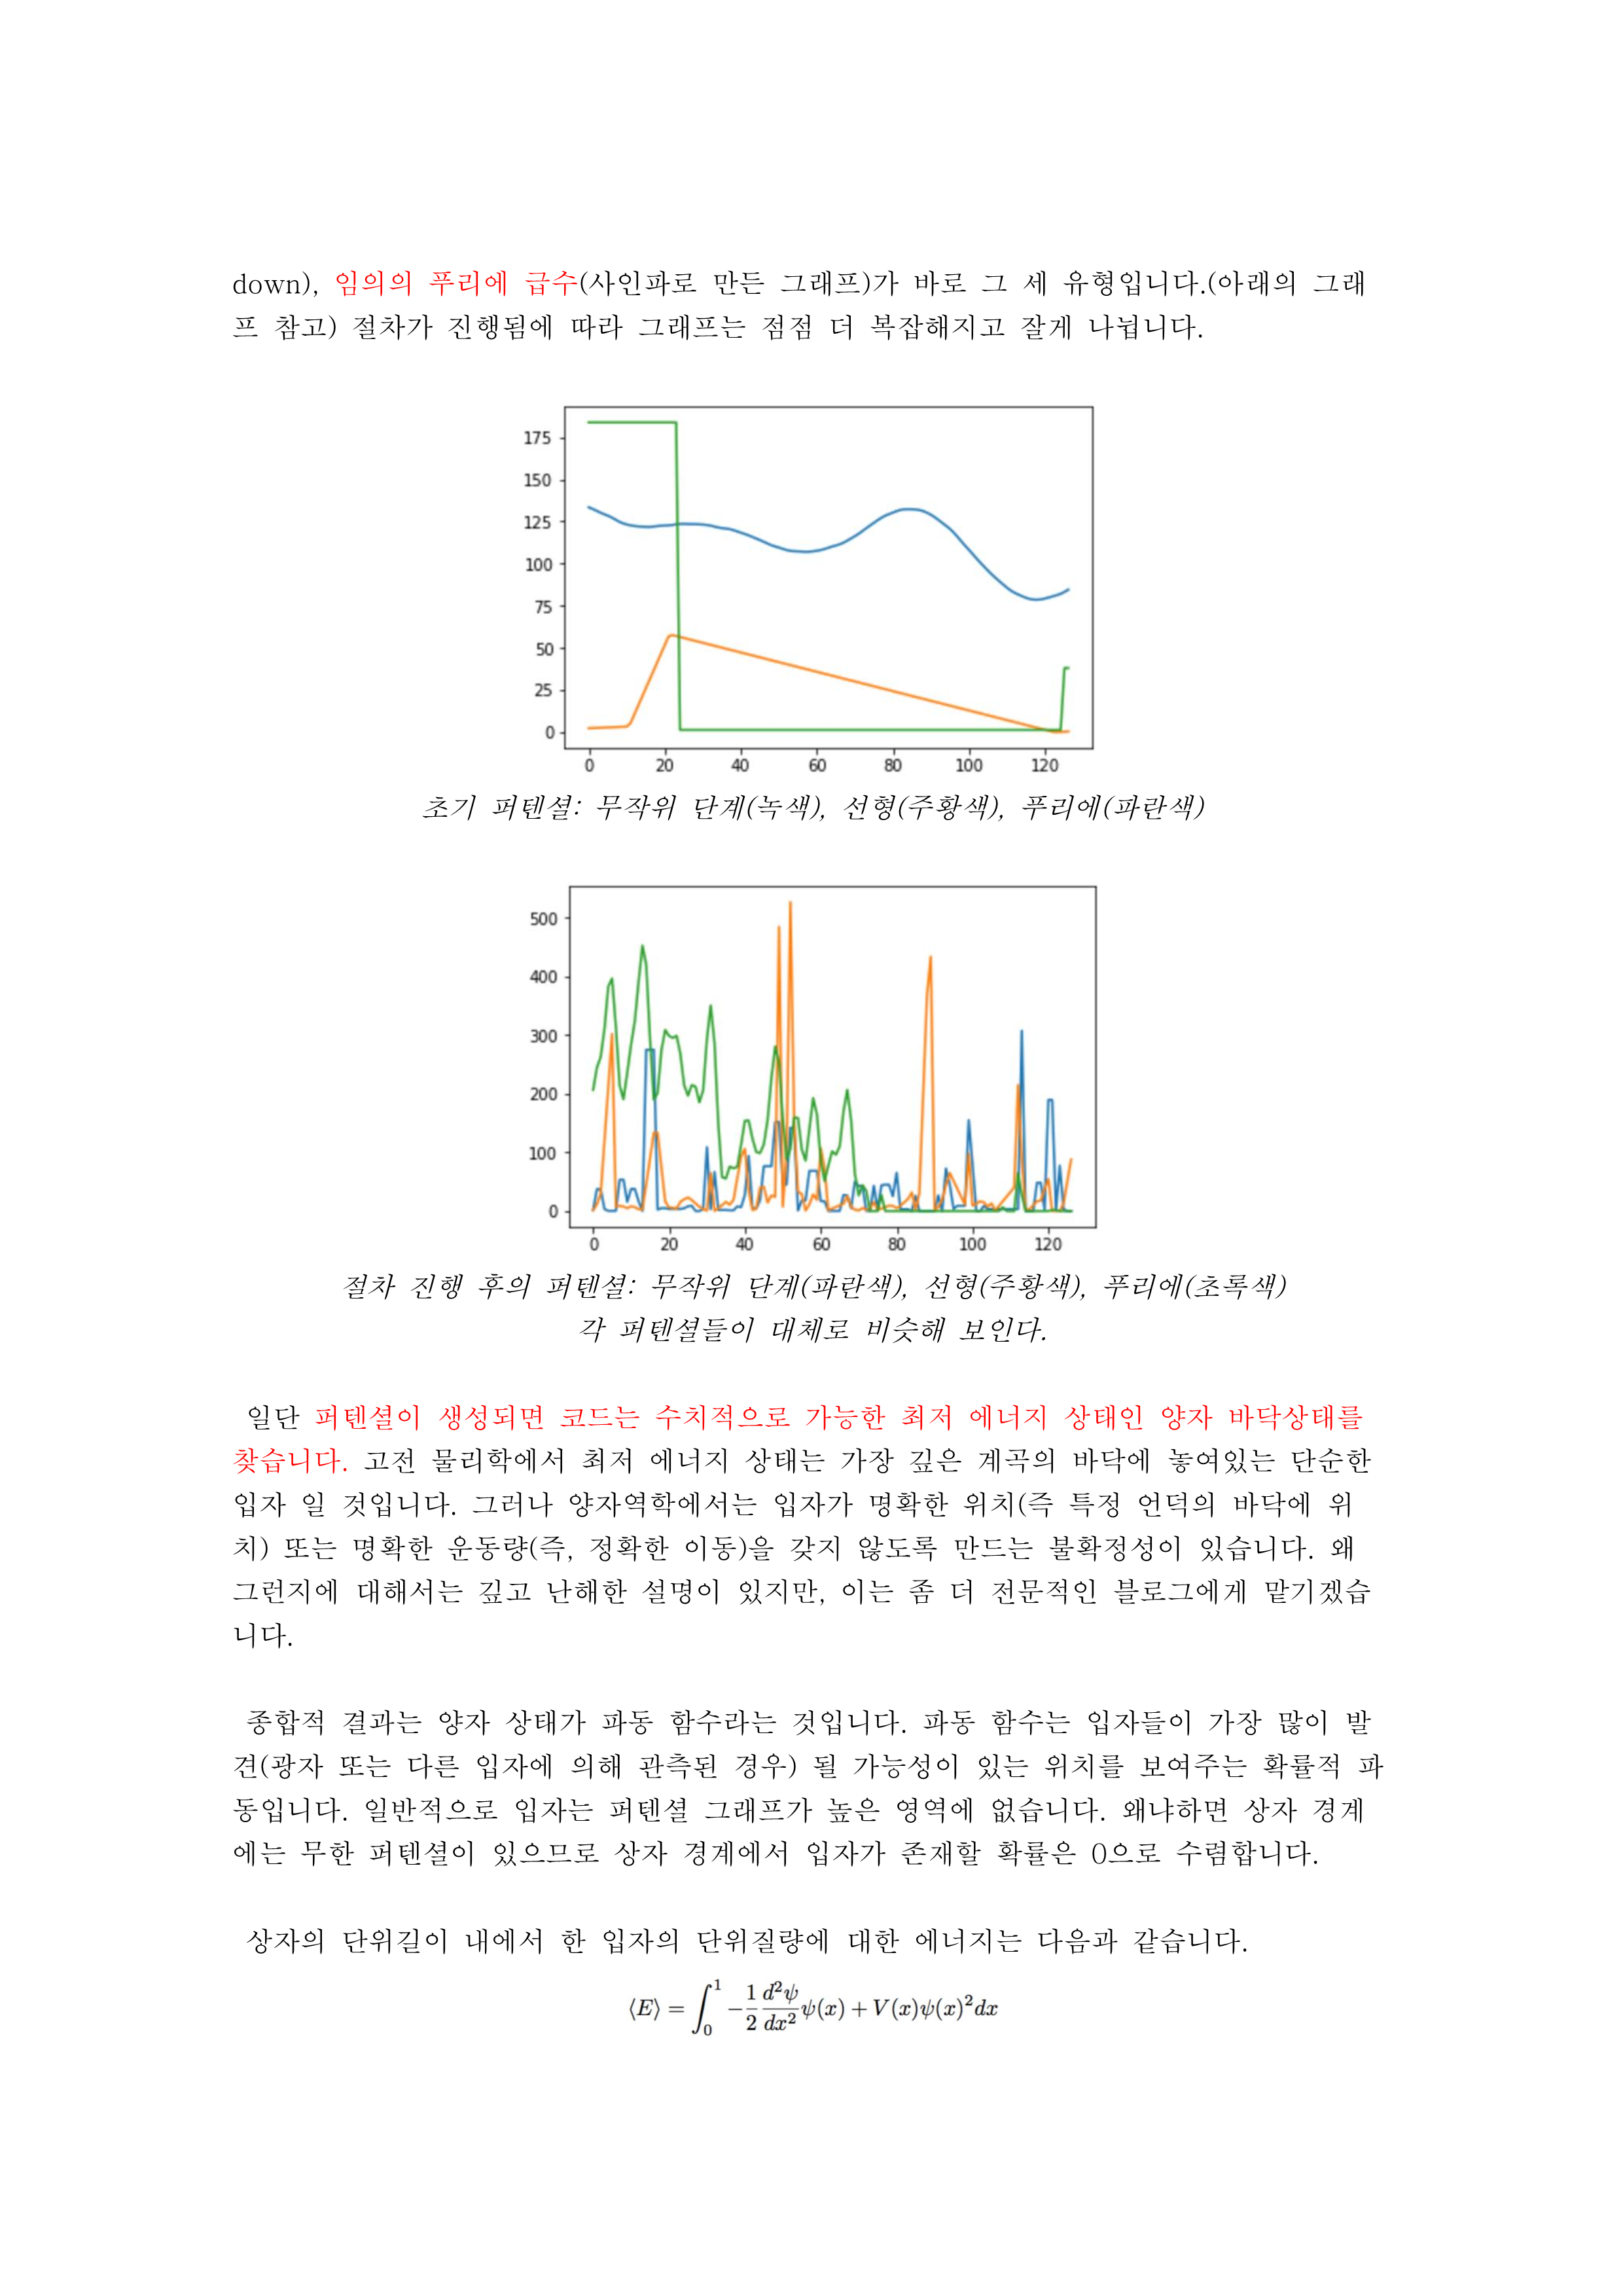 down), 임의의 푸리에 급수(사인파로 만든 그래프)가 바로 그 세 유형입니다.(아래의 그래
프 참고) 절차가 진행됨에 따라 그래프는 점점 더 복잡해지고 잘게 나뉩니다.
175
150
125
100
75
50
25
0
0 20 40 60 80 100 120
초기 퍼텐셜: 무작위 단계(녹색), 선형(주황색), 푸리에(파란색)
500
400
300
200
100
0
0 20 40 60 80 100 120
절차 진행 후의 퍼텐셜: 무작위 단계(파란색), 선형(주황색), 푸리에(초록색)
각 퍼텐셜들이 대체로 비슷해 보인다.
일단 퍼텐셜이 생성되면 코드는 수치적으로 가능한 최저 에너지 상태인 양자 바닥상태를
찾습니다. 고전 물리학에서 최저 에너지 상태는 가장 깊은 계곡의 바닥에 놓여있는 단순한
입자 일 것입니다. 그러나 양자역학에서는 입자가 명확한 위치(즉 특정 언덕의 바닥에 위
치) 또는 명확한 운동량(즉, 정확한 이동)을 갖지 않도록 만드는 불확정성이 있습니다. 왜
그런지에 대해서는 깊고 난해한 설명이 있지만, 이는 좀 더 전문적인 블로그에게 맡기겠습
니다.
종합적 결과는 양자 상태가 파동 함수라는 것입니다. 파동 함수는 입자들이 가장 많이 발
견(광자 또는 다른 입자에 의해 관측된 경우) 될 가능성이 있는 위치를 보여주는 확률적 파
동입니다. 일반적으로 입자는 퍼텐셜 그래프가 높은 영역에 없습니다. 왜냐하면 상자 경계
에는 무한 퍼텐셜이 있으므로 상자 경계에서 입자가 존재할 확률은 0으로 수렴합니다.
상자의 단위길이 내에서 한 입자의 단위질량에 대한 에너지는 다음과 같습니다.
⟨E⟩ = ∫₀¹ −(1/2)(d²ψ/dx²)ψ(x) + V(x)ψ(x)²dx